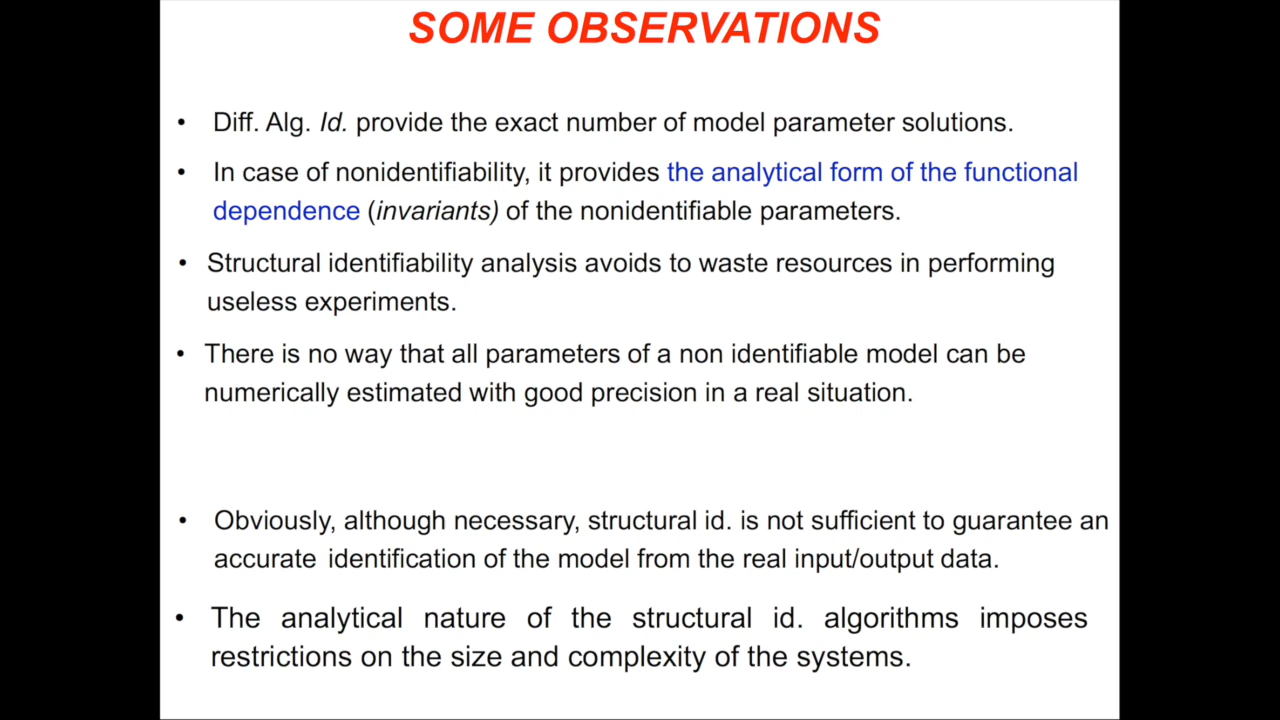 SOME OBSERVATIONS
• Diff. Alg. Id. provide the exact number of model parameter solutions.
• In case of nonidentifiability, it provides the analytical form of the functional
dependence (invariants) of the nonidentifiable parameters.
• Structural identifiability analysis avoids to waste resources in performing
useless experiments.
• There is no way that all parameters of a non identifiable model can be
numerically estimated with good precision in a real situation.
• Obviously, although necessary, structural id. is not sufficient to guarantee an
accurate identification of the model from the real input/output data.
• The analytical nature of the structural id. algorithms imposes
restrictions on the size and complexity of the systems.